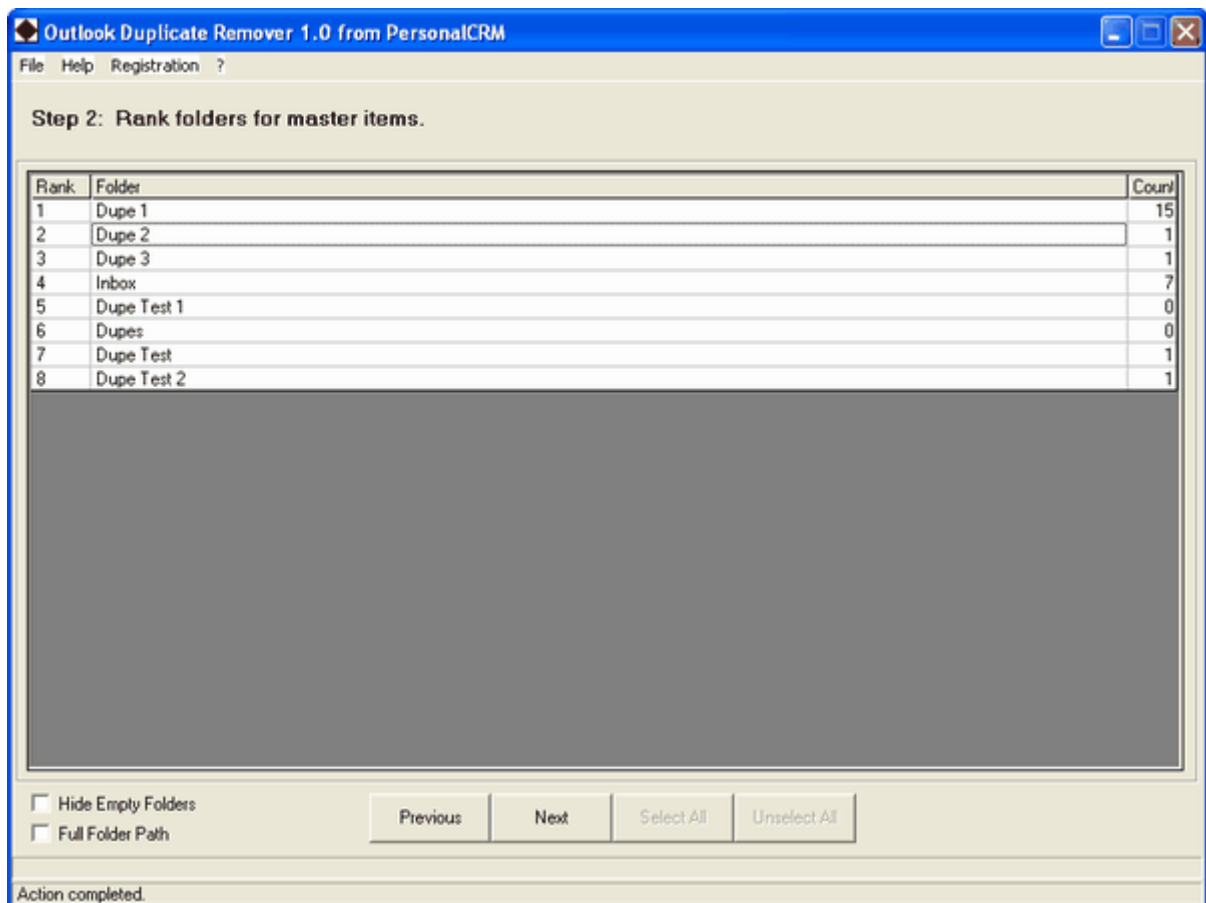 Outlook Duplicate Remover 1.0 from PersonalCRM
File Help Registration ?
Step 2: Rank folders for master items.
Rank Folder Count
1 Dupe 1 15
2 Dupe 2 1
3 Dupe 3 1
4 Inbox 7
5 Dupe Test 1 0
6 Dupes 0
7 Dupe Test 1
8 Dupe Test 2 1
Hide Empty Folders
Full Folder Path
Previous Next Select All Unselect All
Action completed.